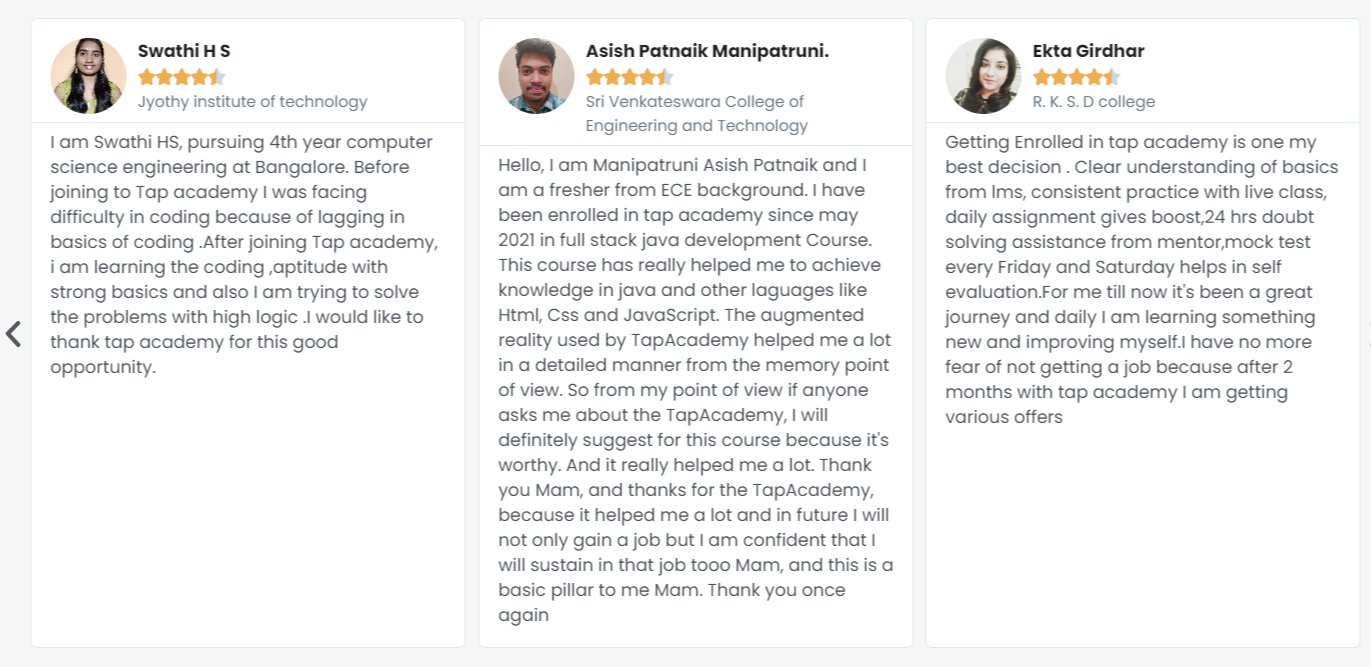 Swathi H S
Jyothy institute of technology
I am Swathi HS, pursuing 4th year computer
science engineering at Bangalore. Before
joining to Tap academy I was facing
difficulty in coding because of lagging in
basics of coding .After joining Tap academy,
i am learning the coding ,aptitude with
strong basics and also I am trying to solve
the problems with high logic .I would like to
thank tap academy for this good
opportunity.
Asish Patnaik Manipatruni.
Sri Venkateswara College of
Engineering and Technology
Hello, I am Manipatruni Asish Patnaik and I
am a fresher from ECE background. I have
been enrolled in tap academy since may
2021 in full stack java development Course.
This course has really helped me to achieve
knowledge in java and other laguages like
Html, Css and JavaScript. The augmented
reality used by TapAcademy helped me a lot
in a detailed manner from the memory point
of view. So from my point of view if anyone
asks me about the TapAcademy, I will
definitely suggest for this course because it's
worthy. And it really helped me a lot. Thank
you Mam, and thanks for the TapAcademy,
because it helped me a lot and in future I will
not only gain a job but I am confident that I
will sustain in that job tooo Mam, and this is a
basic pillar to me Mam. Thank you once
again
Ekta Girdhar
R. K. S. D college
Getting Enrolled in tap academy is one my
best decision . Clear understanding of basics
from lms, consistent practice with live class,
daily assignment gives boost,24 hrs doubt
solving assistance from mentor,mock test
every Friday and Saturday helps in self
evaluation.For me till now it's been a great
journey and daily I am learning something
new and improving myself.I have no more
fear of not getting a job because after 2
months with tap academy I am getting
various offers